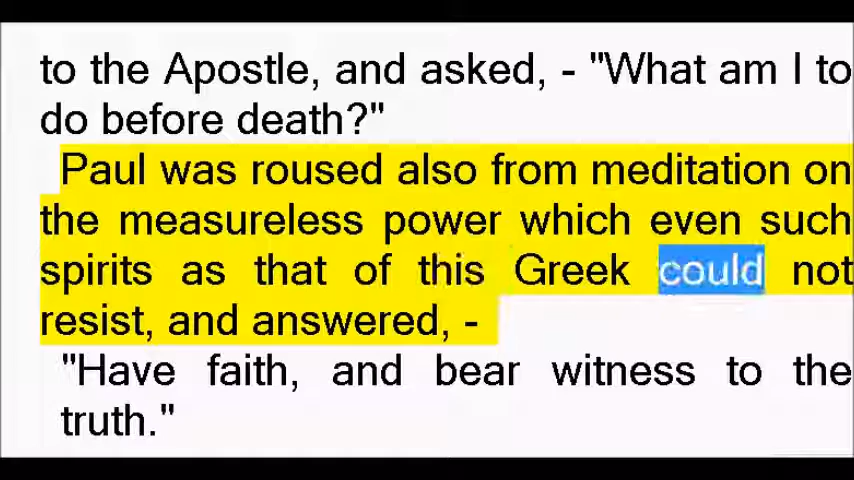 to the Apostle, and asked, - "What am I to
do before death?"
Paul was roused also from meditation on
the measureless power which even such
spirits as that of this Greek could not
resist, and answered, -
"Have faith, and bear witness to the
truth."